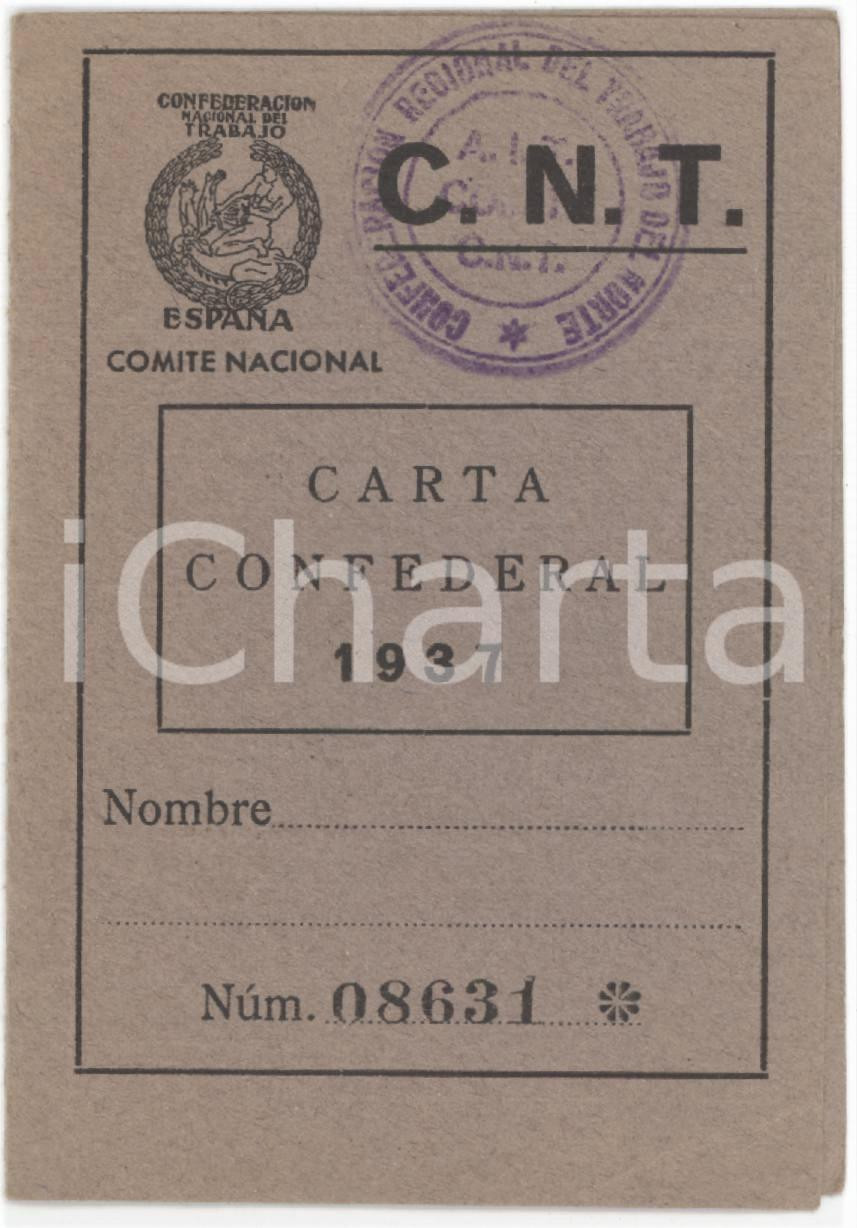 CONFEDERACION
NACIONAL DEL
TRABAJO
ESPAÑA
COMITE NACIONAL
C. N. T.
CONFEDERACION REGIONAL DEL TRABAJO DEL NORTE
A. I. T.
C.N.T.
CARTA
CONFEDERAL
1937
iCharta
Nombre
Núm. 08631